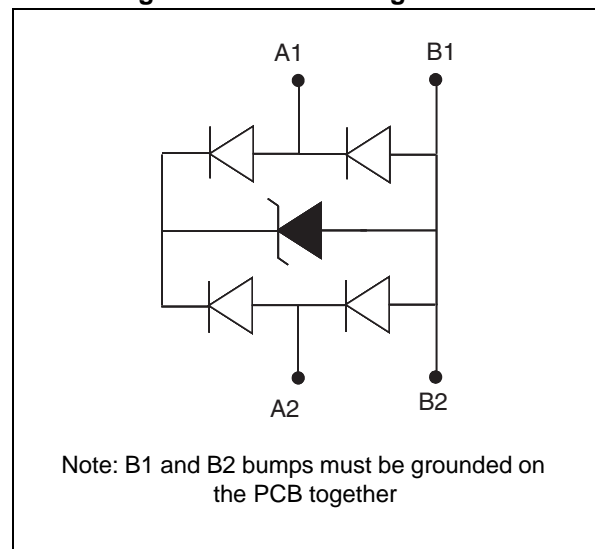 A1 B1
A2 B2
Note: B1 and B2 bumps must be grounded on
the PCB together